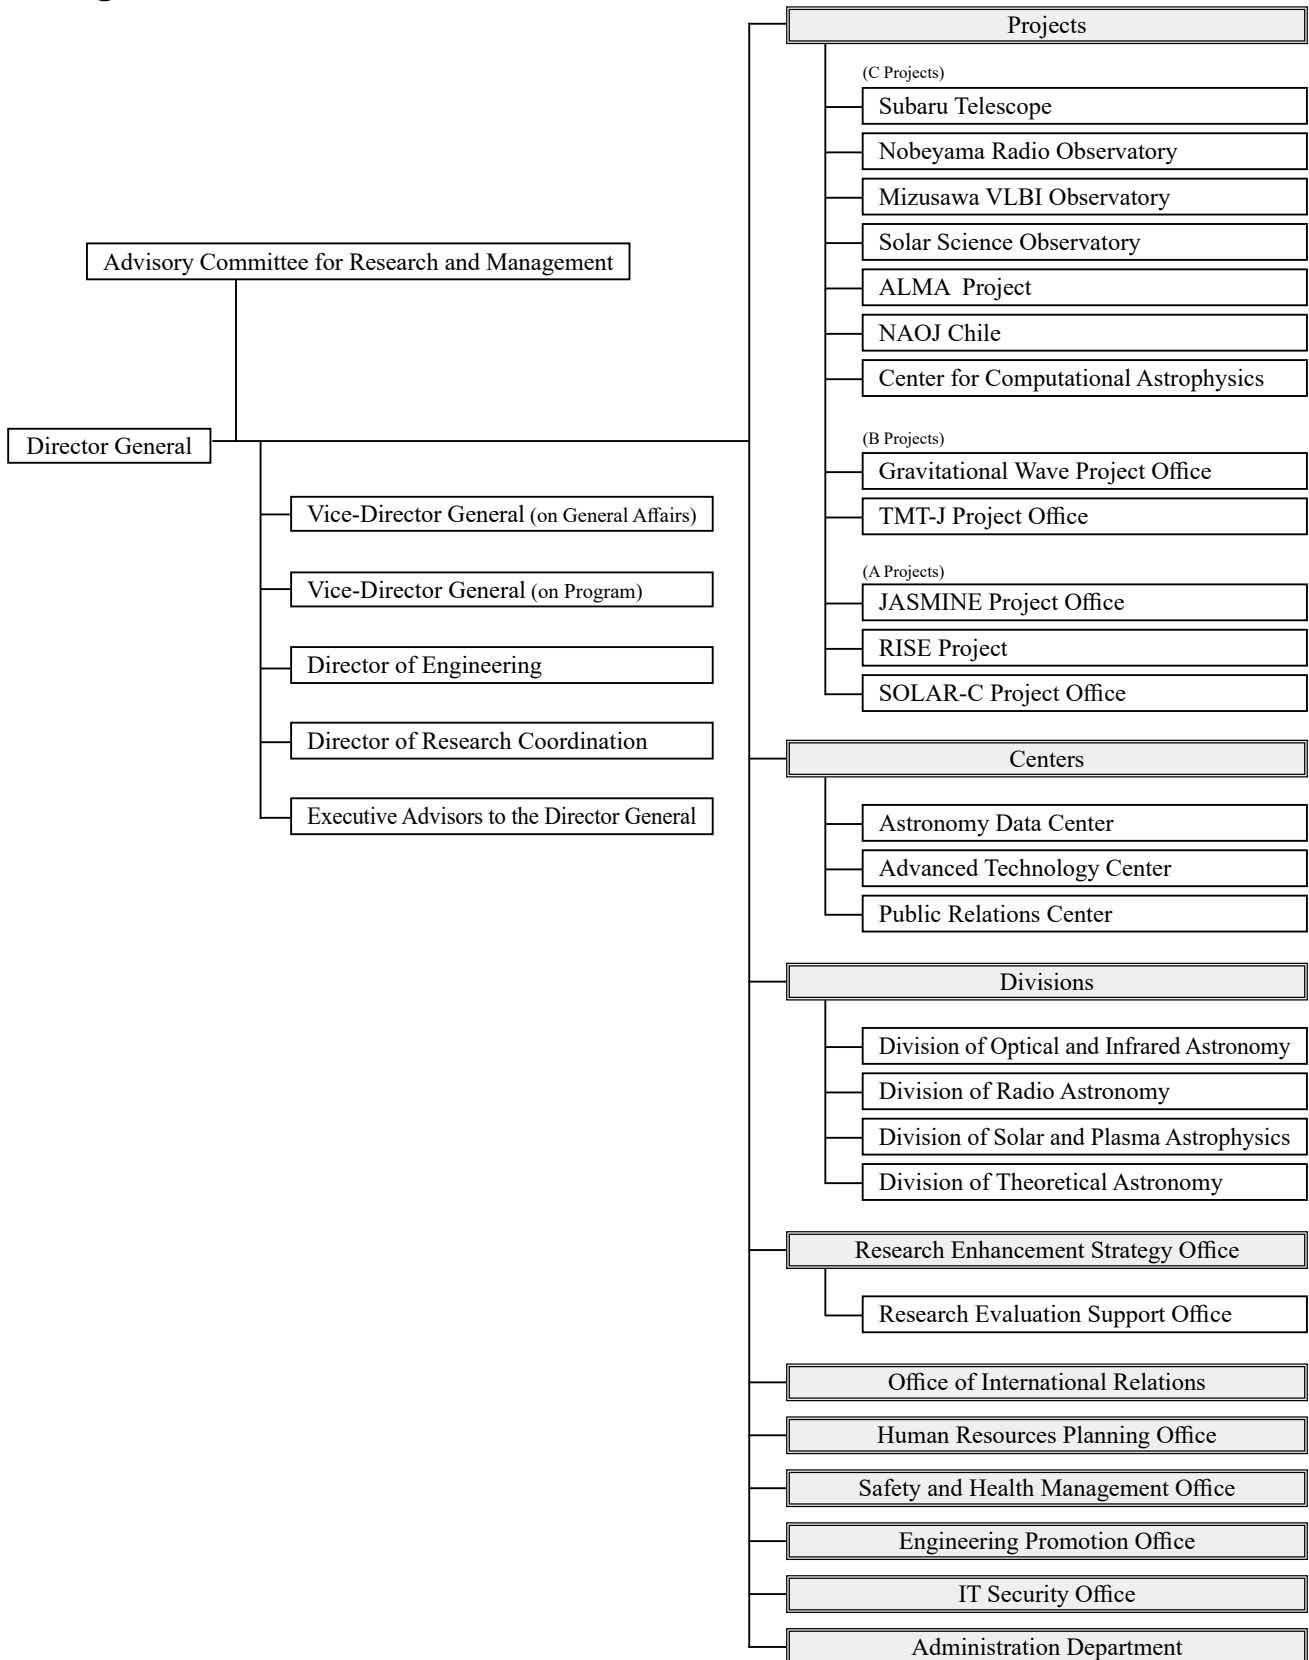 Advisory Committee for Research and Management
Director General
Vice-Director General (on General Affairs)
Vice-Director General (on Program)
Director of Engineering
Director of Research Coordination
Executive Advisors to the Director General
Projects
(C Projects)
Subaru Telescope
Nobeyama Radio Observatory
Mizusawa VLBI Observatory
Solar Science Observatory
ALMA Project
NAOJ Chile
Center for Computational Astrophysics
(B Projects)
Gravitational Wave Project Office
TMT-J Project Office
(A Projects)
JASMINE Project Office
RISE Project
SOLAR-C Project Office
Centers
Astronomy Data Center
Advanced Technology Center
Public Relations Center
Divisions
Division of Optical and Infrared Astronomy
Division of Radio Astronomy
Division of Solar and Plasma Astrophysics
Division of Theoretical Astronomy
Research Enhancement Strategy Office
Research Evaluation Support Office
Office of International Relations
Human Resources Planning Office
Safety and Health Management Office
Engineering Promotion Office
IT Security Office
Administration Department